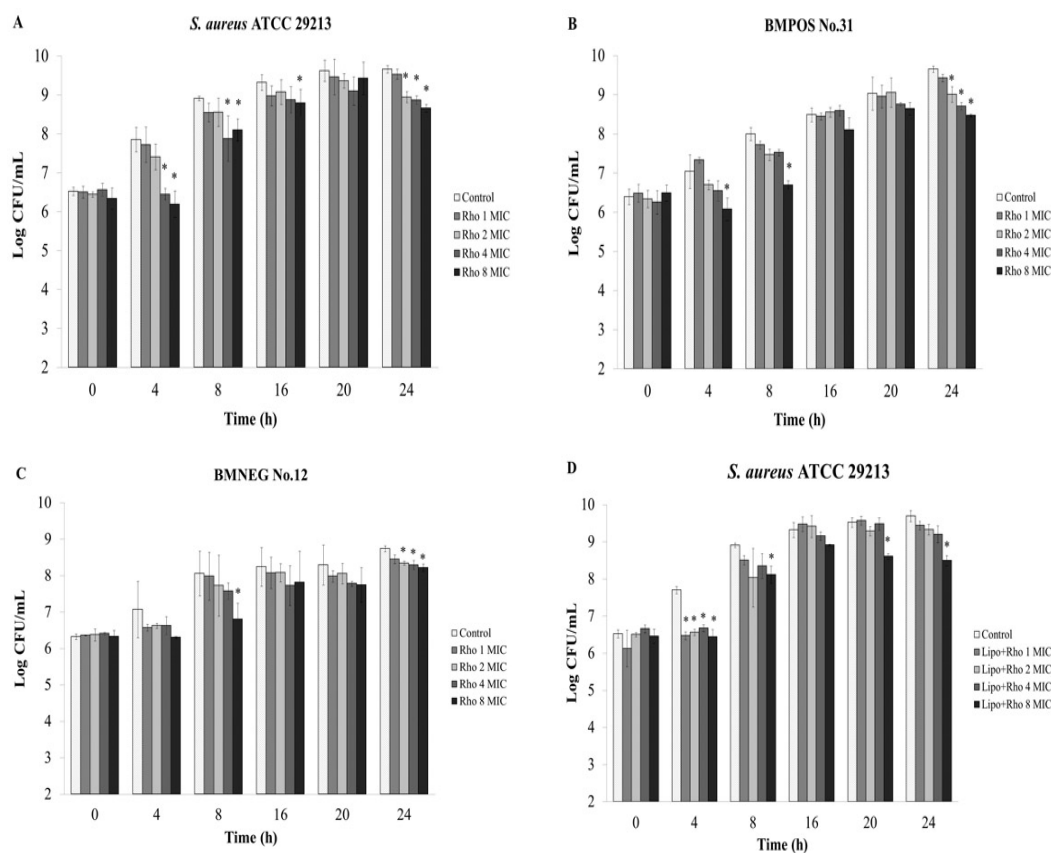 A
S. aureus ATCC 29213
10
9
8
7
6
5
4
3
2
Log CFU/mL
* * * * * * * *
0 4 8 16 20 24
Time (h)
Control
Rho 1 MIC
Rho 2 MIC
Rho 4 MIC
Rho 8 MIC
B
BMPOS No.31
10
9
8
7
6
5
4
3
2
Log CFU/mL
* * * * *
0 4 8 16 20 24
Time (h)
Control
Rho 1 MIC
Rho 2 MIC
Rho 4 MIC
Rho 8 MIC
C
BMNEG No.12
10
9
8
7
6
5
4
3
2
Log CFU/mL
* * * *
0 4 8 16 20 24
Time (h)
Control
Rho 1 MIC
Rho 2 MIC
Rho 4 MIC
Rho 8 MIC
D
S. aureus ATCC 29213
10
9
8
7
6
5
4
3
2
Log CFU/mL
* * * * * * *
0 4 8 16 20 24
Time (h)
Control
Lipo+Rho 1 MIC
Lipo+Rho 2 MIC
Lipo+Rho 4 MIC
Lipo+Rho 8 MIC